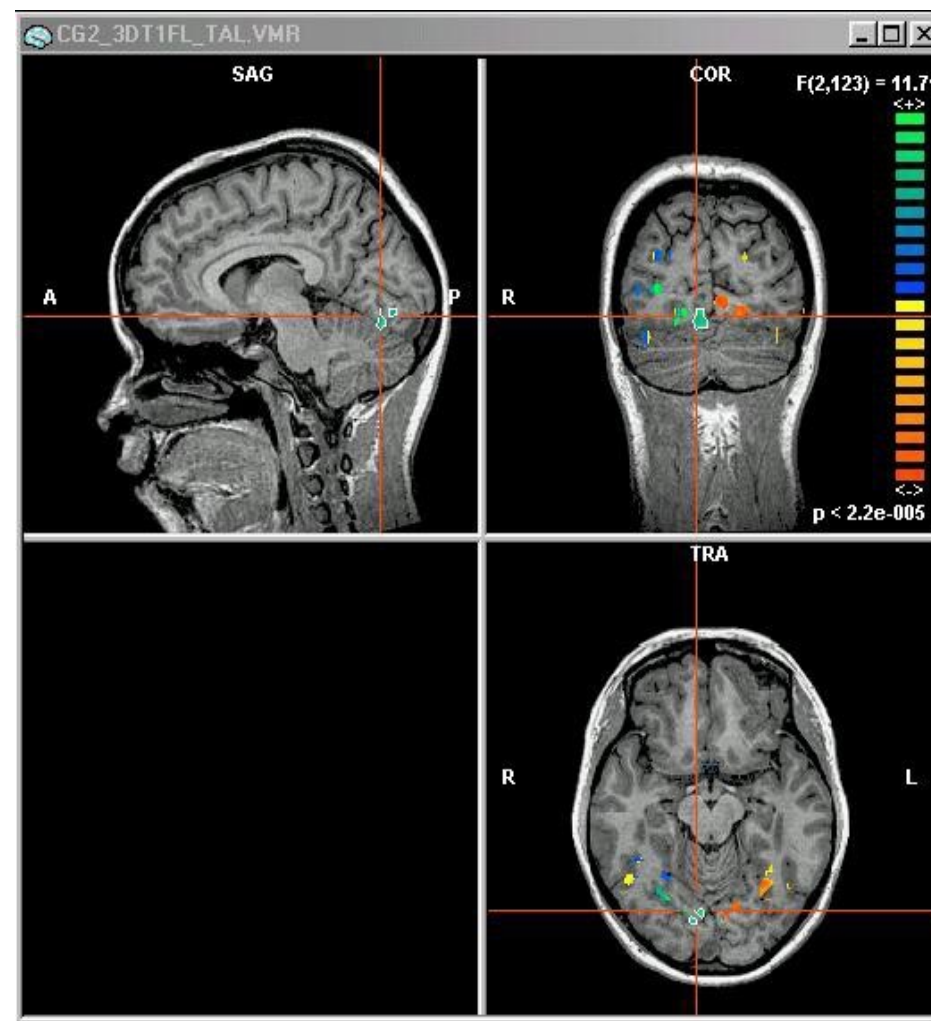 CG2_3DT1FL_TAL.VMR
SAG
A
P
COR
R
F(2,123) = 11.7
<+>
<->
p < 2.2e-005
TRA
R
L